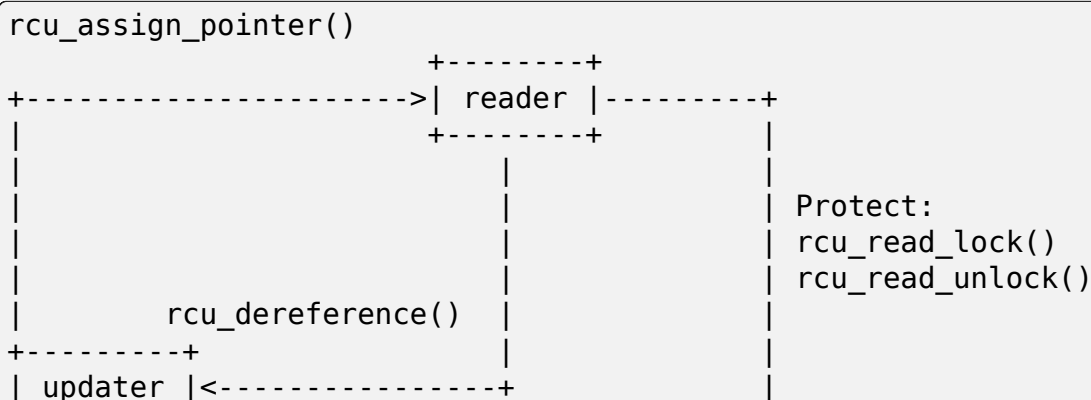 rcu_assign_pointer()
                        +--------+
+---------------------->| reader |---------+
|                       +--------+         |
|                           |              |
|                           |              | Protect:
|                           |              | rcu_read_lock()
|                           |              | rcu_read_unlock()
|        rcu_dereference()  |              |
+---------+                 |              |
| updater |<----------------+              |